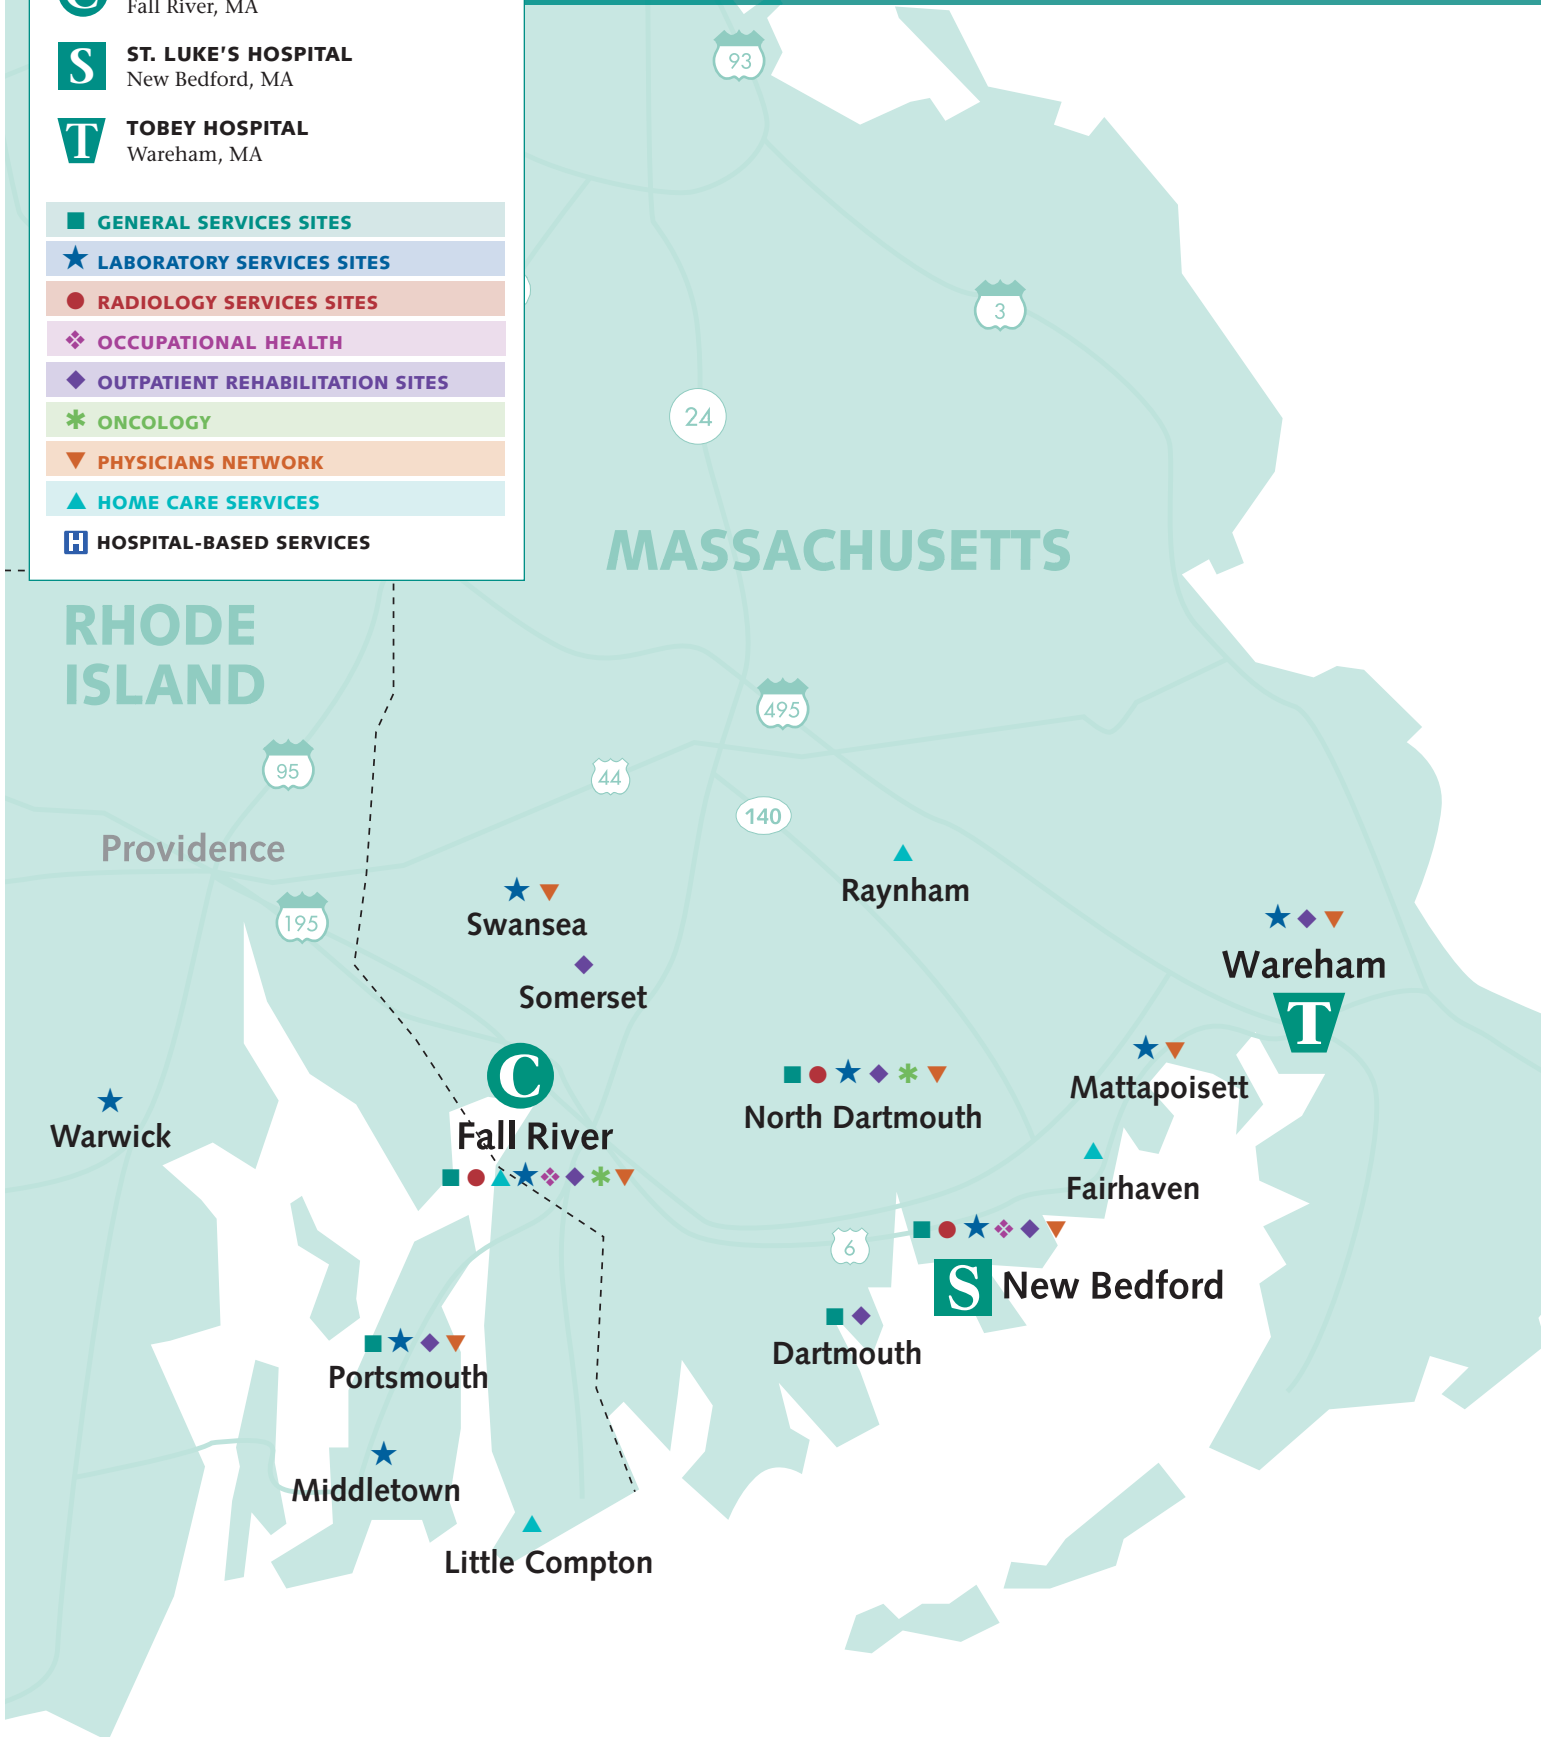 C
Fall River, MA
S
ST. LUKE'S HOSPITAL
New Bedford, MA
T
TOBEY HOSPITAL
Wareham, MA
GENERAL SERVICES SITES
LABORATORY SERVICES SITES
RADIOLOGY SERVICES SITES
OCCUPATIONAL HEALTH
OUTPATIENT REHABILITATION SITES
ONCOLOGY
PHYSICIANS NETWORK
HOME CARE SERVICES
H HOSPITAL-BASED SERVICES
93
3
24
MASSACHUSETTS
RHODE
ISLAND
495
95
44
140
Providence
Raynham
195
Swansea
Wareham
T
Somerset
C
Fall River
Mattapoisett
North Dartmouth
Warwick
Fairhaven
6
S
New Bedford
Dartmouth
Portsmouth
Middletown
Little Compton